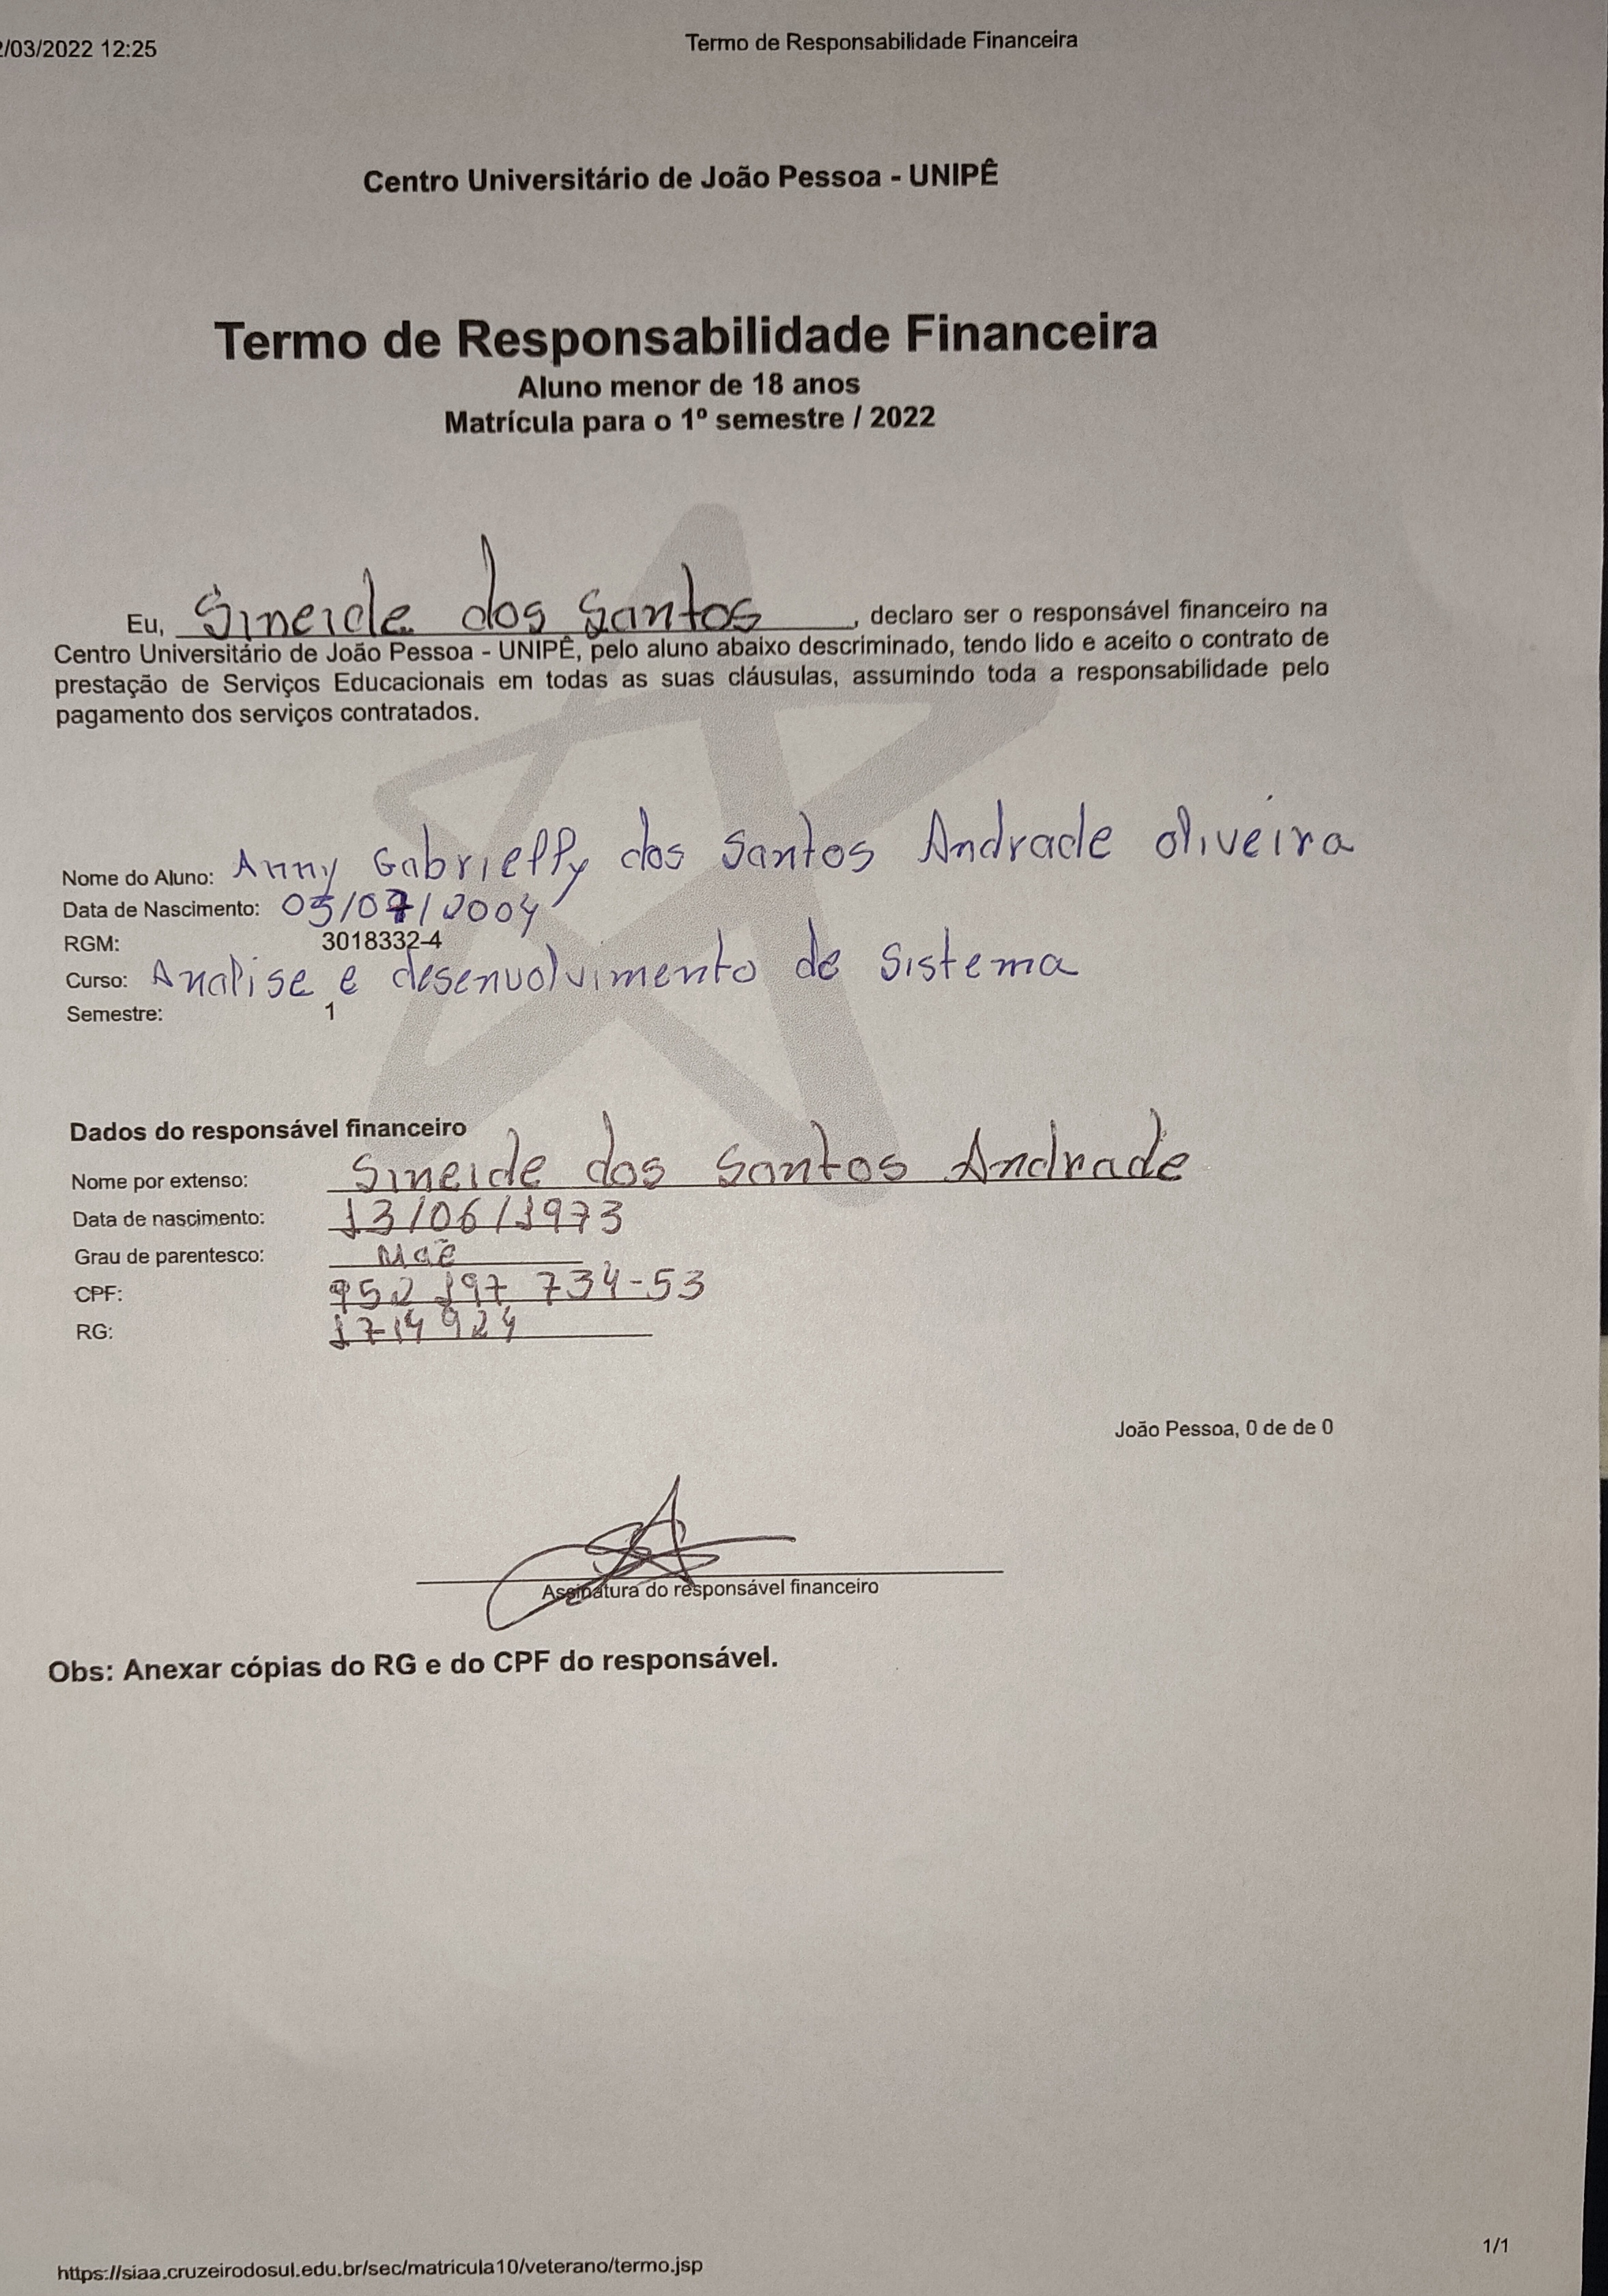 2/03/2022 12:25 Termo de Responsabilidade Financeira
Centro Universitário de João Pessoa - UNIPÊ
Termo de Responsabilidade Financeira
Aluno menor de 18 anos
Matrícula para o 1º semestre / 2022
Eu, Sineide dos Santos, declaro ser o responsável financeiro na
Centro Universitário de João Pessoa - UNIPÊ, pelo aluno abaixo descriminado, tendo lido e aceito o contrato de
prestação de Serviços Educacionais em todas as suas cláusulas, assumindo toda a responsabilidade pelo
pagamento dos serviços contratados.
Nome do Aluno: Anny Gabrielly dos Santos Andrade oliveira
Data de Nascimento: 05/07/2004
RGM: 3018332-4
Curso: Analise e desenvolvimento de Sistema
Semestre: 1
Dados do responsável financeiro
Nome por extenso: Sineide dos Santos Andrade
Data de nascimento: 13/06/1973
Grau de parentesco: Mãe
CPF: 952 197 734-53
RG: 1714924
João Pessoa, 0 de de 0
Assinatura do responsável financeiro
Obs: Anexar cópias do RG e do CPF do responsável.
https://siaa.cruzeirodosul.edu.br/sec/matricula10/veterano/termo.jsp 1/1